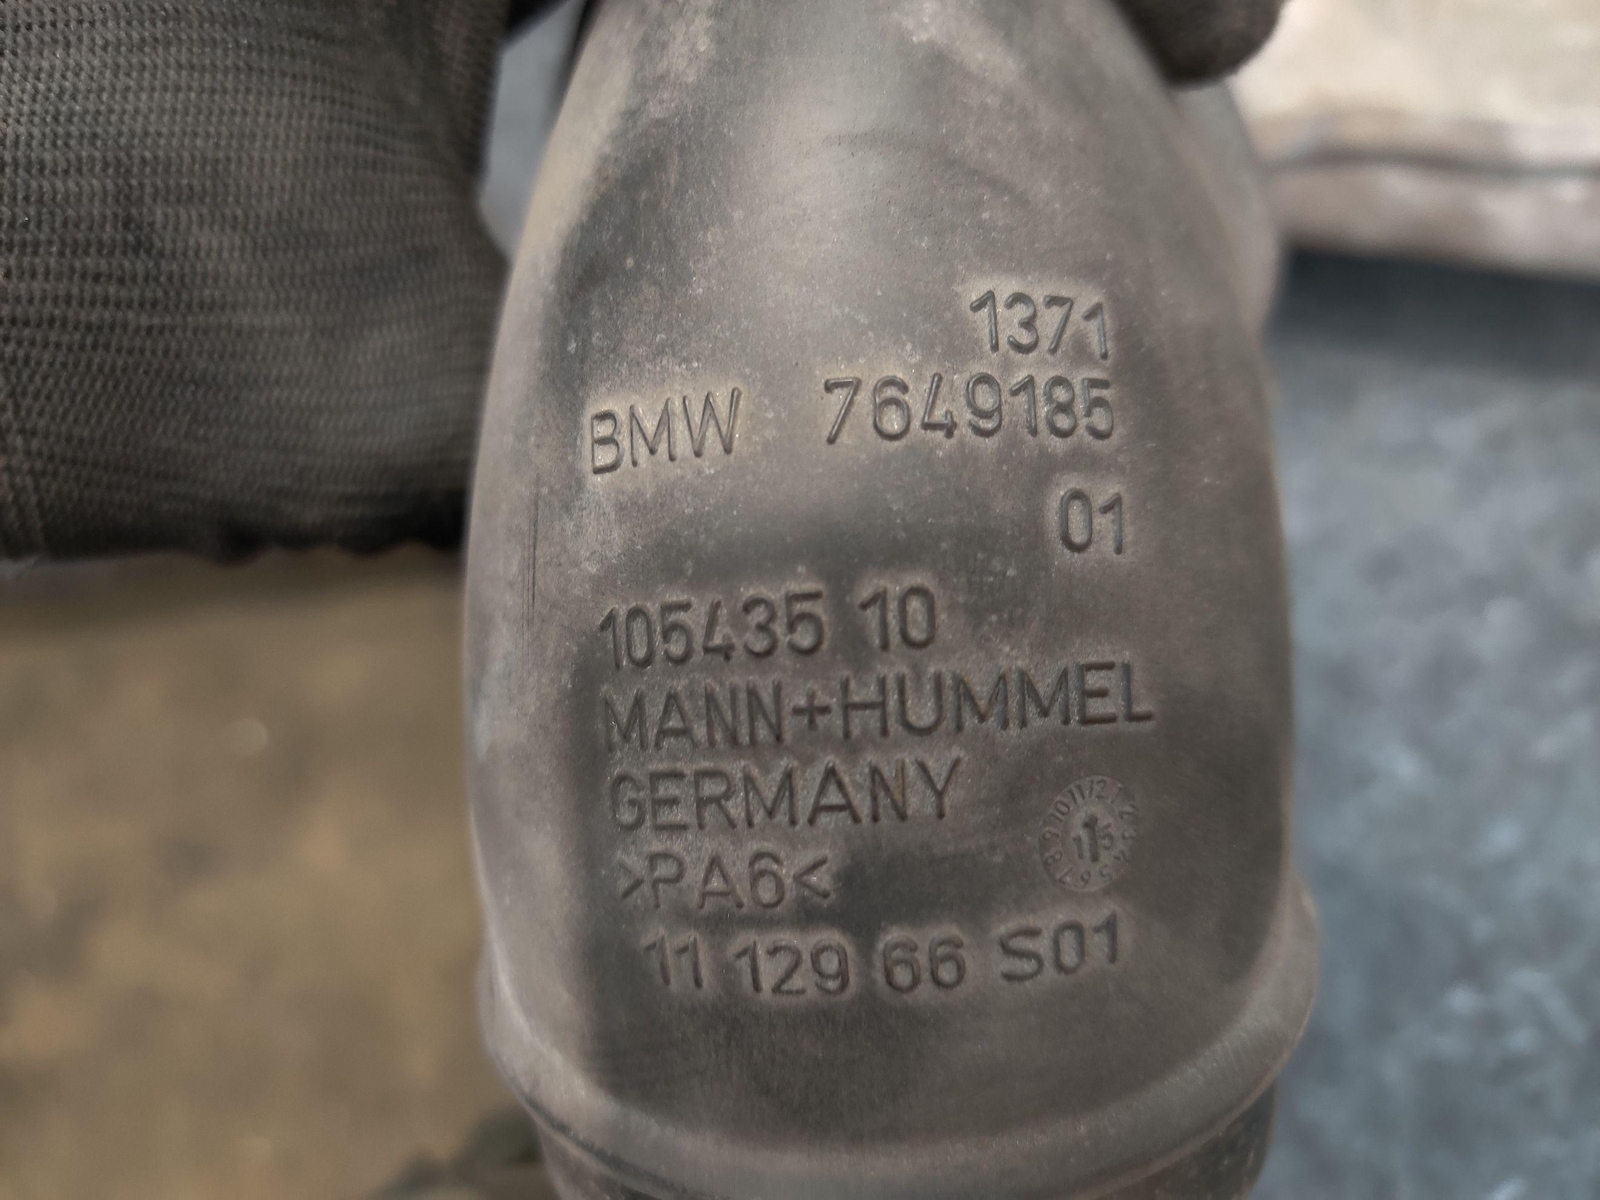 1371
BMW 7649185
01
105435 10
MANN+HUMMEL
GERMANY
>PA6<
11 129 66 S01